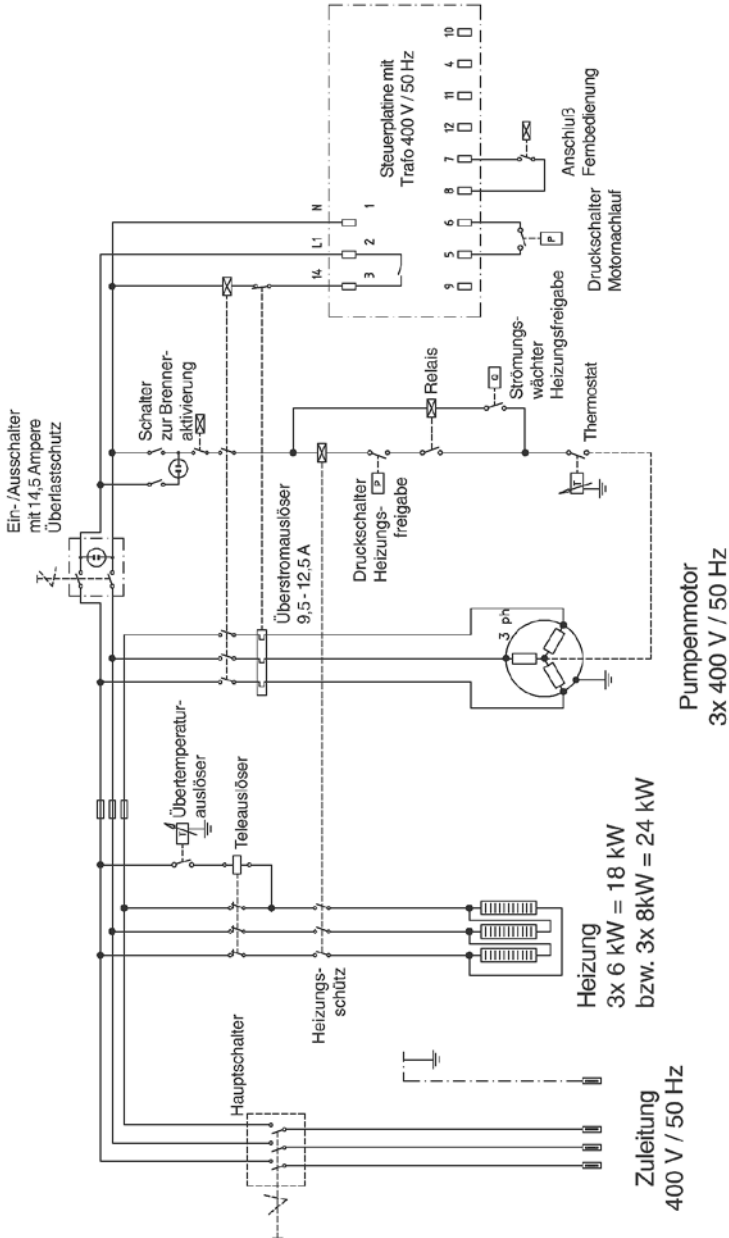 Zuleitung
400 V / 50 Hz
Hauptschalter
Heizung
3x 6 kW = 18 kW
bzw. 3x 8kW = 24 kW
Heizungs-
schütz
Teleauslöser
Übertemperatur-
auslöser
T
Pumpenmotor
3x 400 V / 50 Hz
3 ph
Überstromauslöser
9,5 - 12,5 A
Ein-/Ausschalter
mit 14,5 Ampere
Überlastschutz
Schalter
zur Brenner-
aktivierung
Druckschalter
Heizungs-
freigabe
P
Relais
Strömungs-
wächter
Heizungsfreigabe
Thermostat
T
14
L1
N
3
2
1
Steuerplatine mit
Trafo 400 V / 50 Hz
9
5
6
8
7
12
11
4
10
Druckschalter
Motornachlauf
P
Anschluß
Fernbedienung